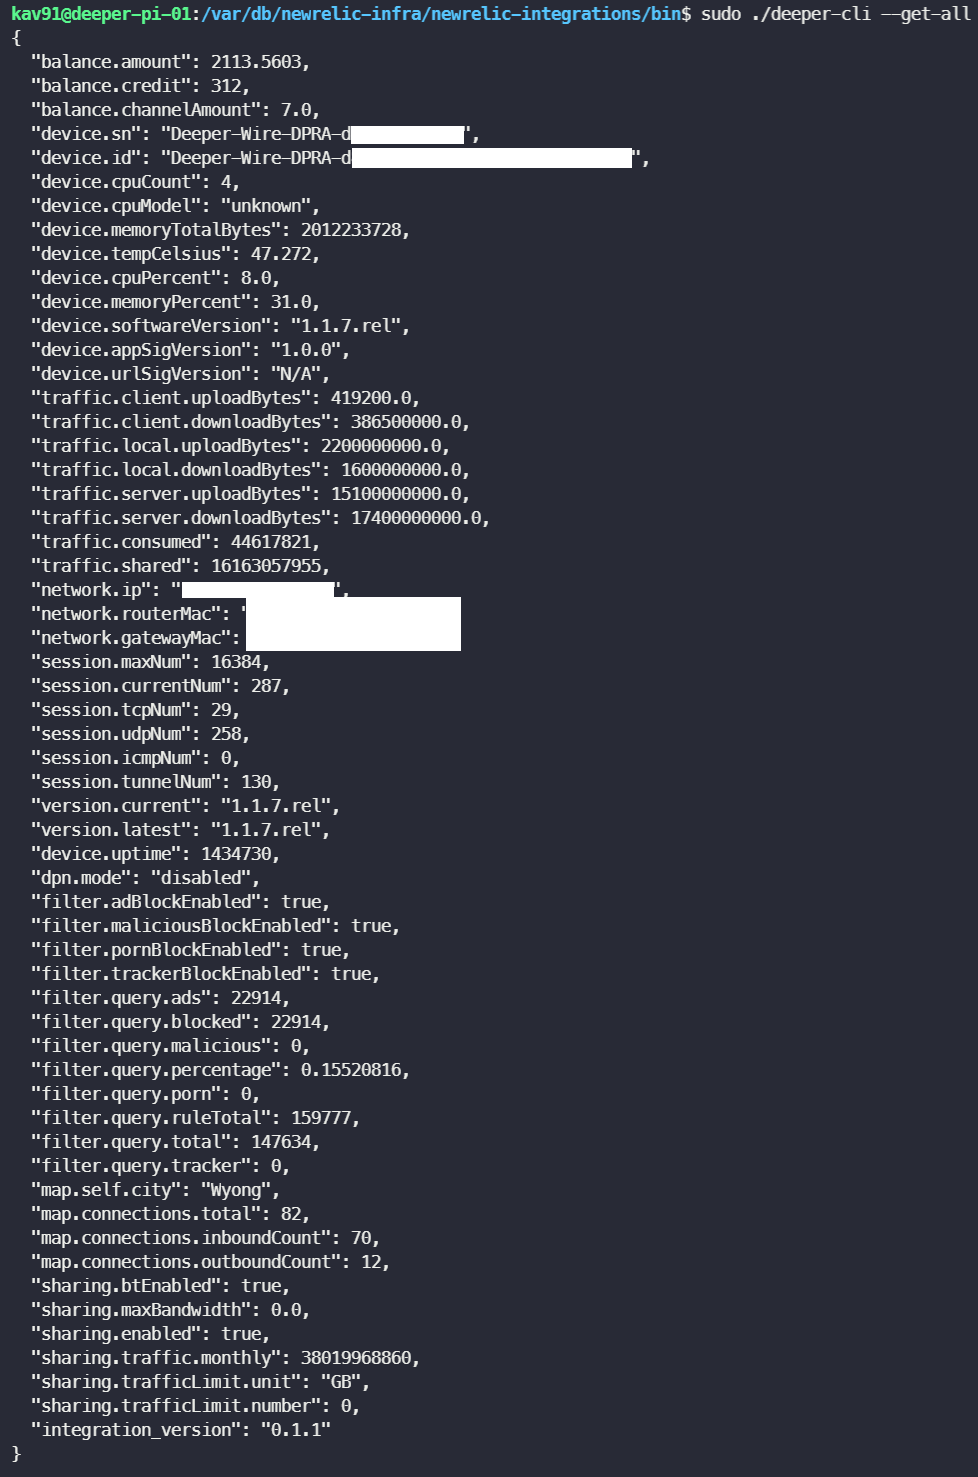 kav91@deeper-pi-01:/var/db/newrelic-infra/newrelic-integrations/bin$ sudo ./deeper-cli --get-all
{
  "balance.amount": 2113.5603,
  "balance.credit": 312,
  "balance.channelAmount": 7.0,
  "device.sn": "Deeper-Wire-DPRA-d",
  "device.id": "Deeper-Wire-DPRA-d",
  "device.cpuCount": 4,
  "device.cpuModel": "unknown",
  "device.memoryTotalBytes": 2012233728,
  "device.tempCelsius": 47.272,
  "device.cpuPercent": 8.0,
  "device.memoryPercent": 31.0,
  "device.softwareVersion": "1.1.7.rel",
  "device.appSigVersion": "1.0.0",
  "device.urlSigVersion": "N/A",
  "traffic.client.uploadBytes": 419200.0,
  "traffic.client.downloadBytes": 386500000.0,
  "traffic.local.uploadBytes": 2200000000.0,
  "traffic.local.downloadBytes": 1600000000.0,
  "traffic.server.uploadBytes": 15100000000.0,
  "traffic.server.downloadBytes": 17400000000.0,
  "traffic.consumed": 44617821,
  "traffic.shared": 16163057955,
  "network.ip": "",
  "network.routerMac": "
  "network.gatewayMac":
  "session.maxNum": 16384,
  "session.currentNum": 287,
  "session.tcpNum": 29,
  "session.udpNum": 258,
  "session.icmpNum": 0,
  "session.tunnelNum": 130,
  "version.current": "1.1.7.rel",
  "version.latest": "1.1.7.rel",
  "device.uptime": 1434730,
  "dpn.mode": "disabled",
  "filter.adBlockEnabled": true,
  "filter.maliciousBlockEnabled": true,
  "filter.pornBlockEnabled": true,
  "filter.trackerBlockEnabled": true,
  "filter.query.ads": 22914,
  "filter.query.blocked": 22914,
  "filter.query.malicious": 0,
  "filter.query.percentage": 0.15520816,
  "filter.query.porn": 0,
  "filter.query.ruleTotal": 159777,
  "filter.query.total": 147634,
  "filter.query.tracker": 0,
  "map.self.city": "Wyong",
  "map.connections.total": 82,
  "map.connections.inboundCount": 70,
  "map.connections.outboundCount": 12,
  "sharing.btEnabled": true,
  "sharing.maxBandwidth": 0.0,
  "sharing.enabled": true,
  "sharing.traffic.monthly": 38019968860,
  "sharing.trafficLimit.unit": "GB",
  "sharing.trafficLimit.number": 0,
  "integration_version": "0.1.1"
}